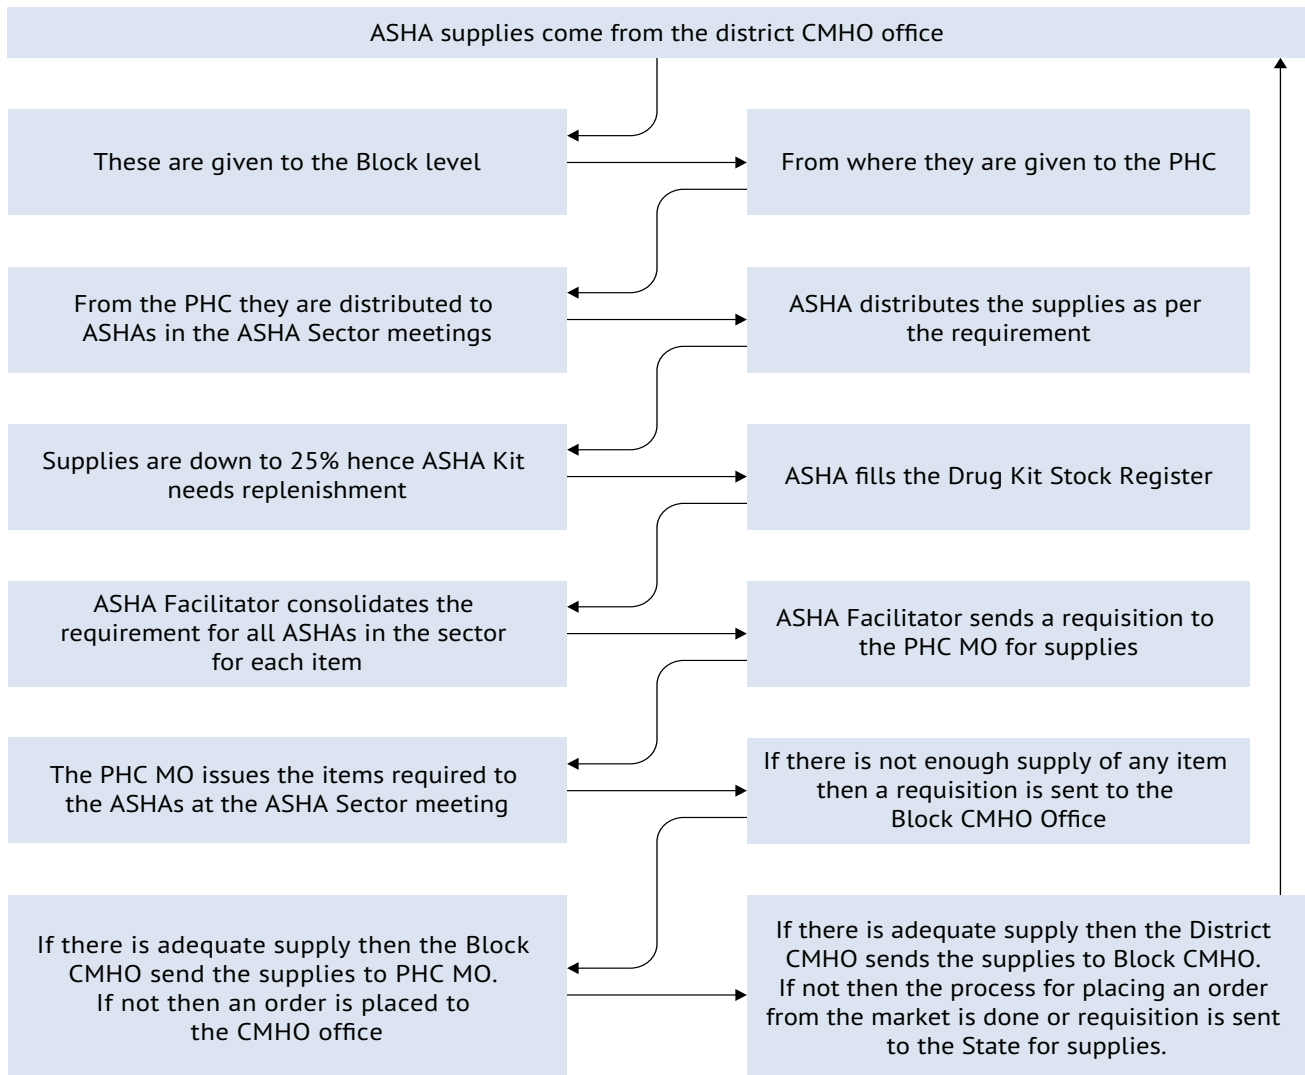 ASHA supplies come from the district CMHO office
These are given to the Block level
From where they are given to the PHC
From the PHC they are distributed to
ASHAs in the ASHA Sector meetings
ASHA distributes the supplies as per
the requirement
Supplies are down to 25% hence ASHA Kit
needs replenishment
ASHA fills the Drug Kit Stock Register
ASHA Facilitator consolidates the
requirement for all ASHAs in the sector
for each item
ASHA Facilitator sends a requisition to
the PHC MO for supplies
The PHC MO issues the items required to
the ASHAs at the ASHA Sector meeting
If there is not enough supply of any item
then a requisition is sent to the
Block CMHO Office
If there is adequate supply then the Block
CMHO send the supplies to PHC MO.
If not then an order is placed to
the CMHO office
If there is adequate supply then the District
CMHO sends the supplies to Block CMHO.
If not then the process for placing an order
from the market is done or requisition is sent
to the State for supplies.